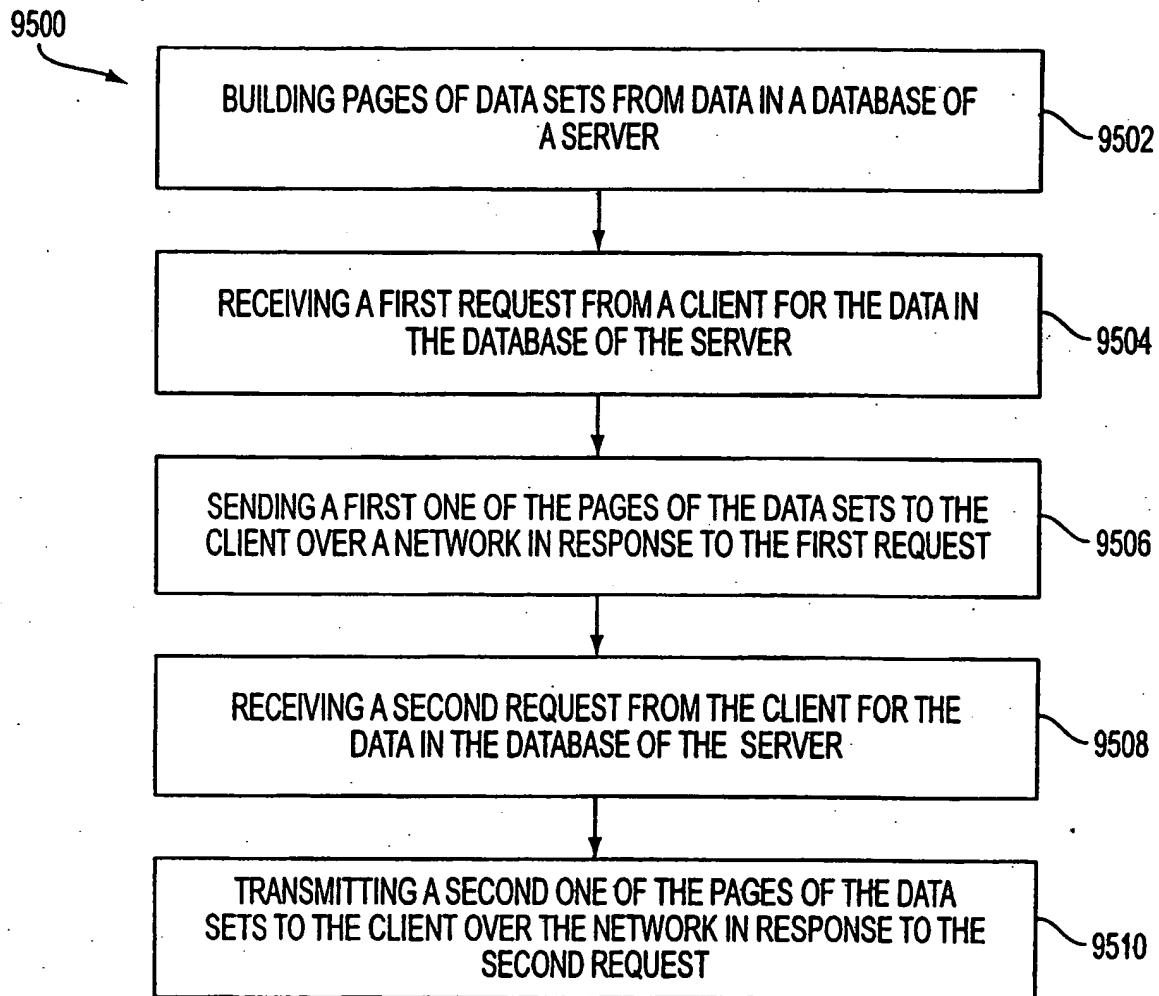 9500
BUILDING PAGES OF DATA SETS FROM DATA IN A DATABASE OF
A SERVER
9502
RECEIVING A FIRST REQUEST FROM A CLIENT FOR THE DATA IN
THE DATABASE OF THE SERVER
9504
SENDING A FIRST ONE OF THE PAGES OF THE DATA SETS TO THE
CLIENT OVER A NETWORK IN RESPONSE TO THE FIRST REQUEST
9506
RECEIVING A SECOND REQUEST FROM THE CLIENT FOR THE
DATA IN THE DATABASE OF THE SERVER
9508
TRANSMITTING A SECOND ONE OF THE PAGES OF THE DATA
SETS TO THE CLIENT OVER THE NETWORK IN RESPONSE TO THE
SECOND REQUEST
9510